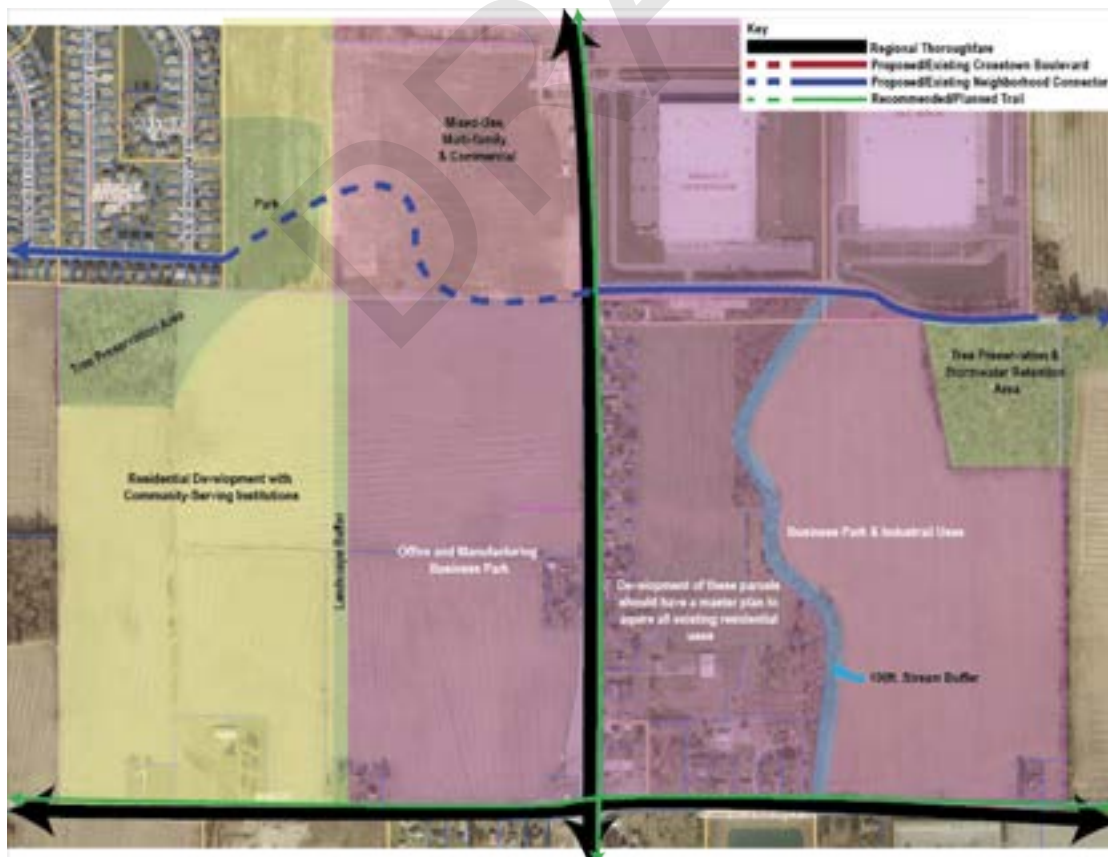 DRA
Key
Regional Thoroughfare
Proposed/Existing Crosstown Boulevard
Proposed/Existing Neighborhood Connector
Recommended/Planned Trail
Mixed-Use,
Multi-family,
& Commercial
Park
Tree Preservation Area
Tree Preservation &
Stormwater Retention
Area
Residential Development with
Community-Serving Institutions
Landscape Buffer
Office and Manufacturing
Business Park
Business Park & Industrial Uses
Development of these parcels
should have a master plan to
all existing residential
uses
100ft. Stream Buffer